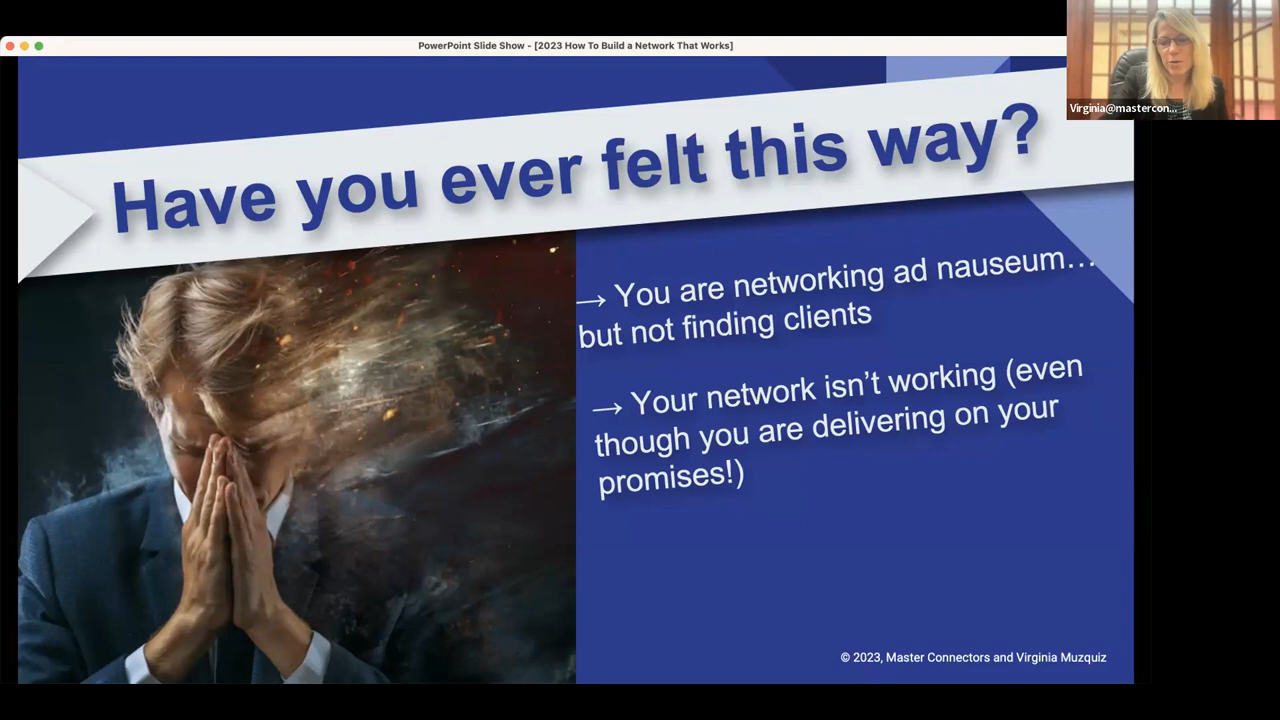 PowerPoint Slide Show - [2023 How To Build a Network That Works]
Virginia@mastercon...
Have you ever felt this way?
→ You are networking ad nauseum...
but not finding clients
→ Your network isn’t working (even
though you are delivering on your
promises!)
© 2023, Master Connectors and Virginia Muzquiz